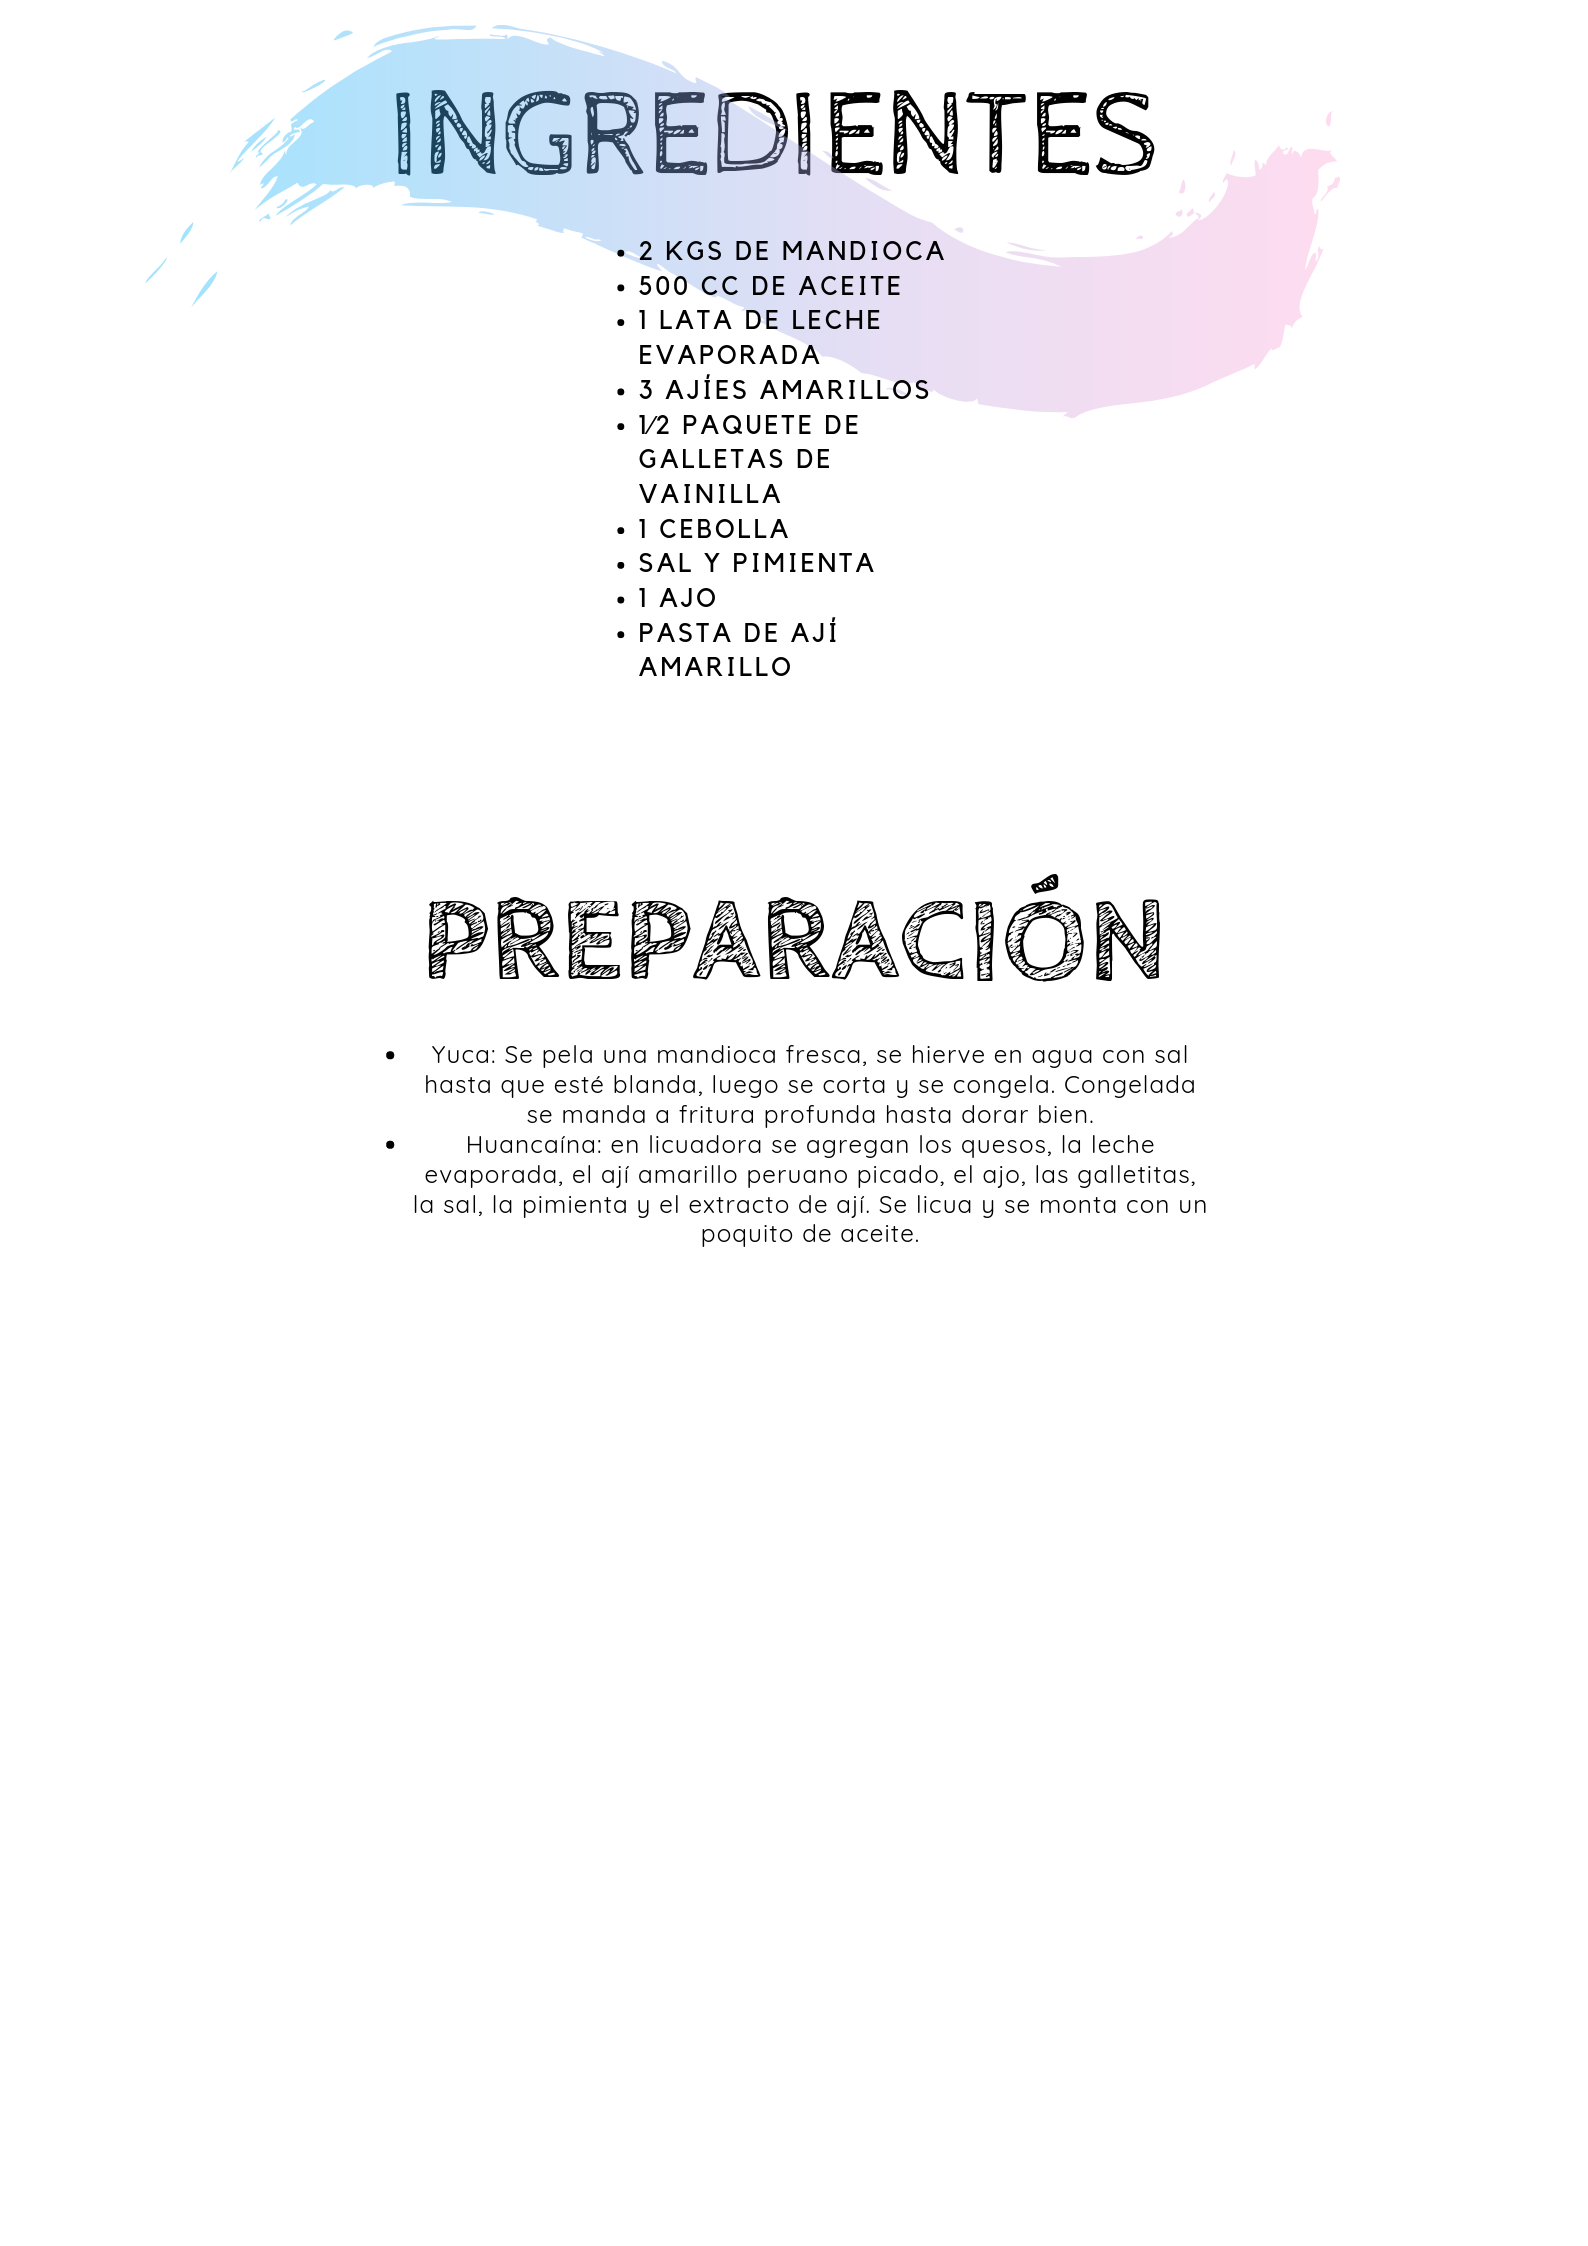 INGREDIENTES
• 2 KGS DE MANDIOCA
• 500 CC DE ACEITE
• 1 LATA DE LECHE
EVAPORADA
• 3 AJÍES AMARILLOS
• 1/2 PAQUETE DE
GALLETAS DE
VAINILLA
• 1 CEBOLLA
• SAL Y PIMIENTA
• 1 AJO
• PASTA DE AJÍ
AMARILLO
PREPARACIÓN
• Yuca: Se pela una mandioca fresca, se hierve en agua con sal
hasta que esté blanda, luego se corta y se congela. Congelada
se manda a fritura profunda hasta dorar bien.
• Huancaína: en licuadora se agregan los quesos, la leche
evaporada, el ají amarillo peruano picado, el ajo, las galletitas,
la sal, la pimienta y el extracto de ají. Se licua y se monta con un
poquito de aceite.